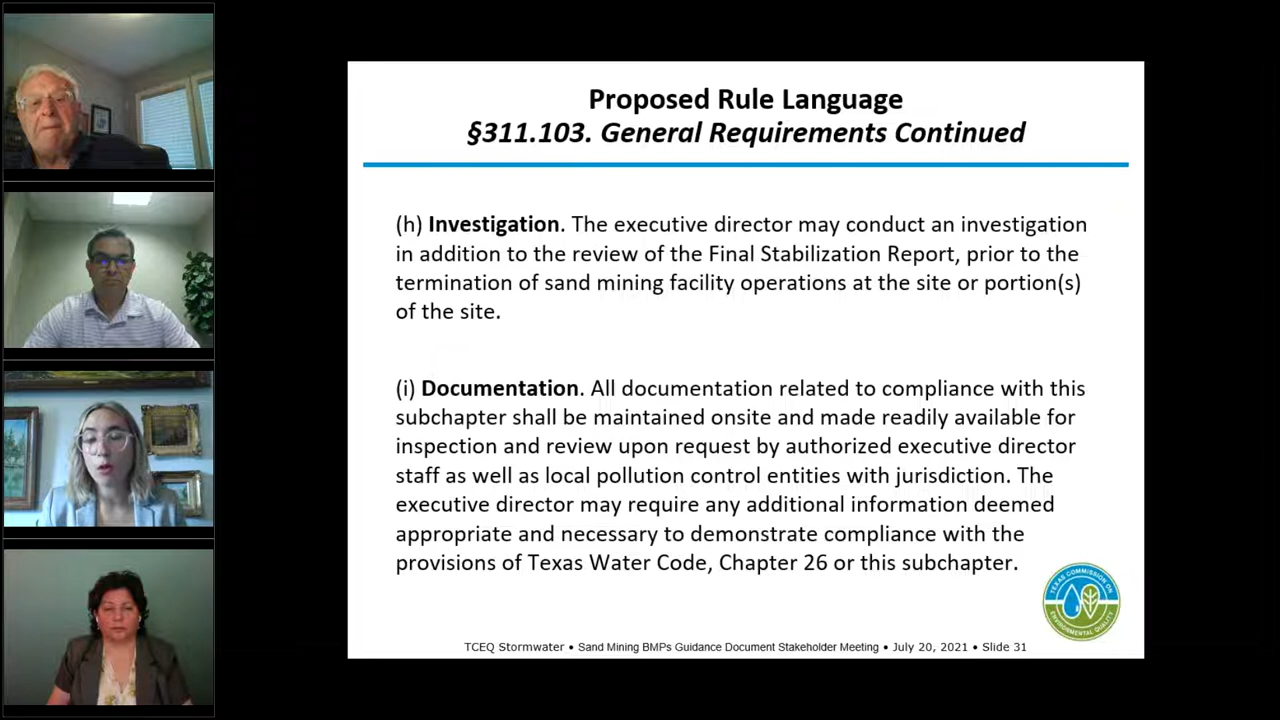 Proposed Rule Language
§311.103. General Requirements Continued
(h) Investigation. The executive director may conduct an investigation
in addition to the review of the Final Stabilization Report, prior to the
termination of sand mining facility operations at the site or portion(s)
of the site.
(i) Documentation. All documentation related to compliance with this
subchapter shall be maintained onsite and made readily available for
inspection and review upon request by authorized executive director
staff as well as local pollution control entities with jurisdiction. The
executive director may require any additional information deemed
appropriate and necessary to demonstrate compliance with the
provisions of Texas Water Code, Chapter 26 or this subchapter.
TEXAS COMMISSION ON
ENVIRONMENTAL QUALITY
TCEQ Stormwater • Sand Mining BMPs Guidance Document Stakeholder Meeting • July 20, 2021 • Slide 31